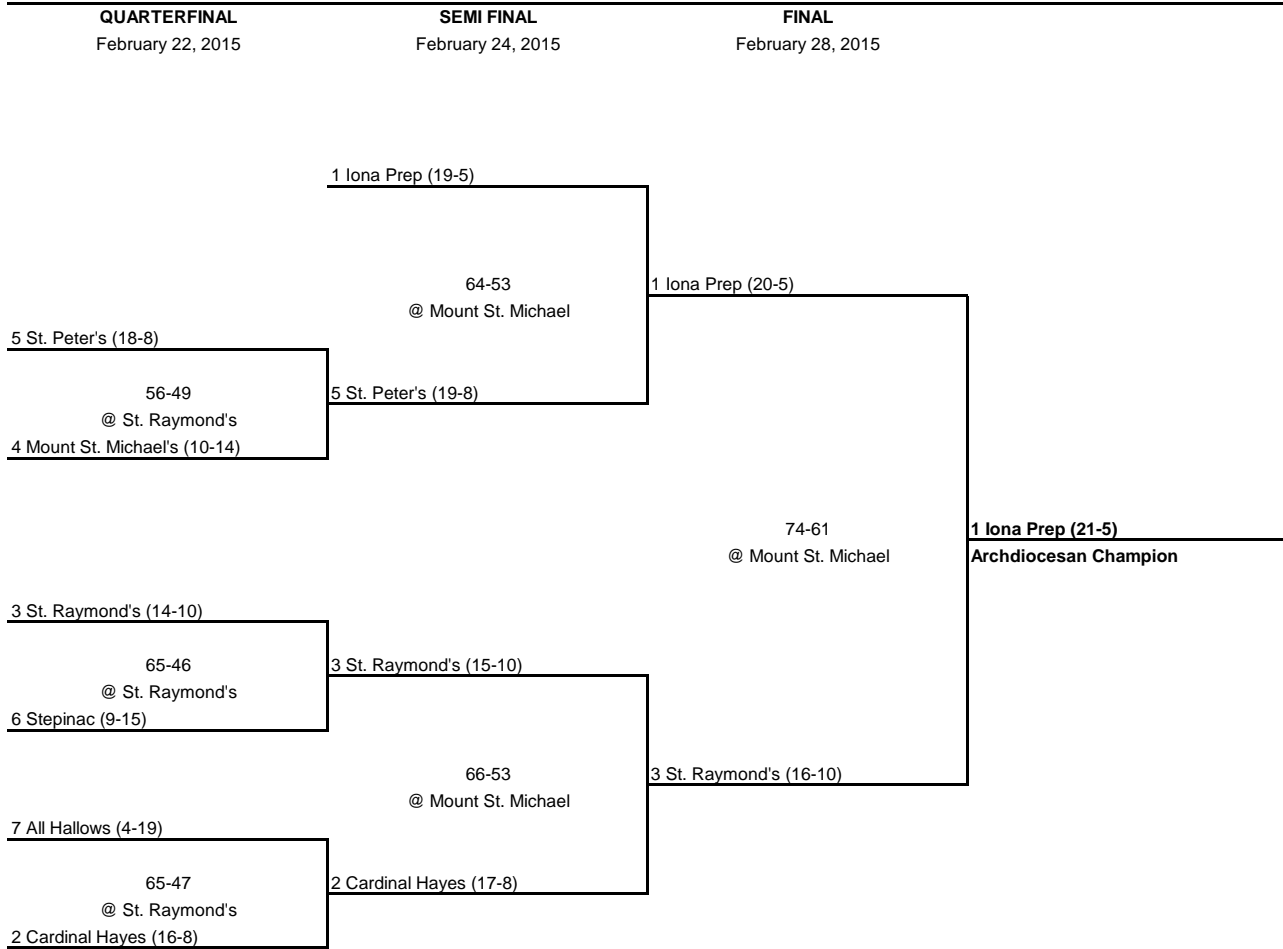 QUARTERFINAL
February 22, 2015
SEMI FINAL
February 24, 2015
FINAL
February 28, 2015
1 Iona Prep (19-5)
64-53
@ Mount St. Michael
1 Iona Prep (20-5)
5 St. Peter's (18-8)
56-49
@ St. Raymond's
4 Mount St. Michael's (10-14)
5 St. Peter's (19-8)
74-61
@ Mount St. Michael
1 Iona Prep (21-5)
Archdiocesan Champion
3 St. Raymond's (14-10)
65-46
@ St. Raymond's
6 Stepinac (9-15)
3 St. Raymond's (15-10)
66-53
@ Mount St. Michael
3 St. Raymond's (16-10)
7 All Hallows (4-19)
65-47
@ St. Raymond's
2 Cardinal Hayes (16-8)
2 Cardinal Hayes (17-8)